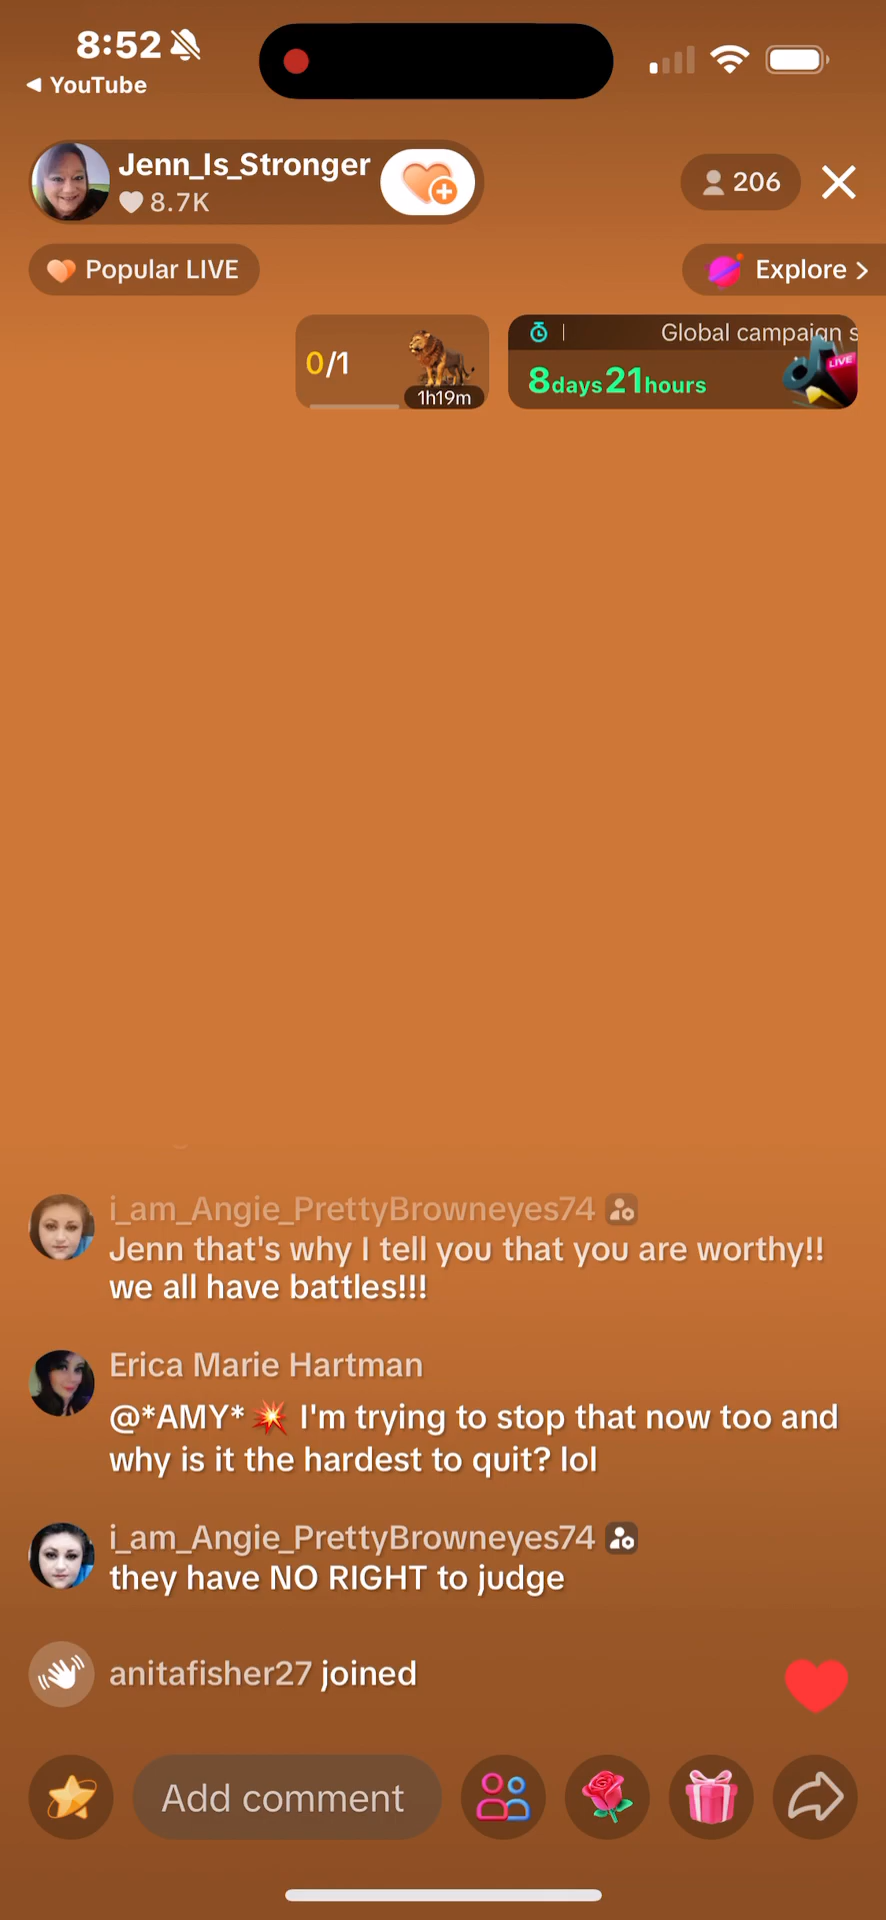 8:52
YouTube
Jenn_Is_Stronger
8.7K
206
Popular LIVE
Explore >
0/1
1h19m
Global campaign s
8days21hours
LIVE
i_am_Angie_PrettyBrowneyes74
Jenn that's why I tell you that you are worthy!!
we all have battles!!!
Erica Marie Hartman
@*AMY* 💥 I'm trying to stop that now too and
why is it the hardest to quit? lol
i_am_Angie_PrettyBrowneyes74
they have NO RIGHT to judge
anitafisher27 joined
Add comment